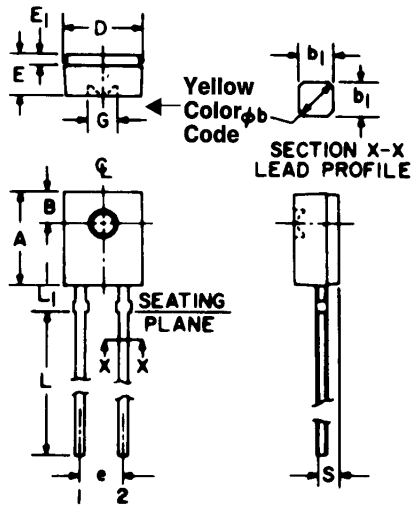 E1
D
b1
E
b1
G
Yellow
Color
Code
ϕb
SECTION X-X
LEAD PROFILE
℄
B
A
L1
SEATING
PLANE
X X
L
e
S
1 2